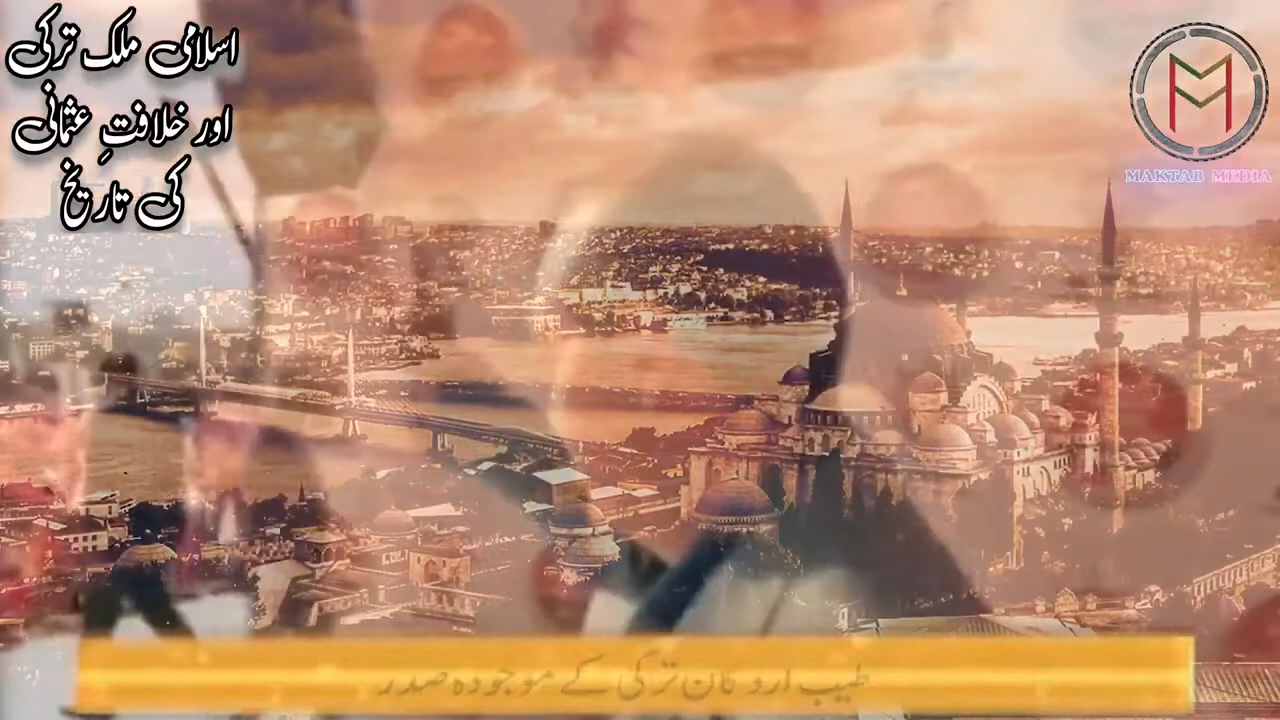 اسلامی ملک ترکی
اور خلافتِ عثمانی
کی تاریخ
MAKTAB MEDIA
طیب اردگان ترکی کے موجودہ صدر